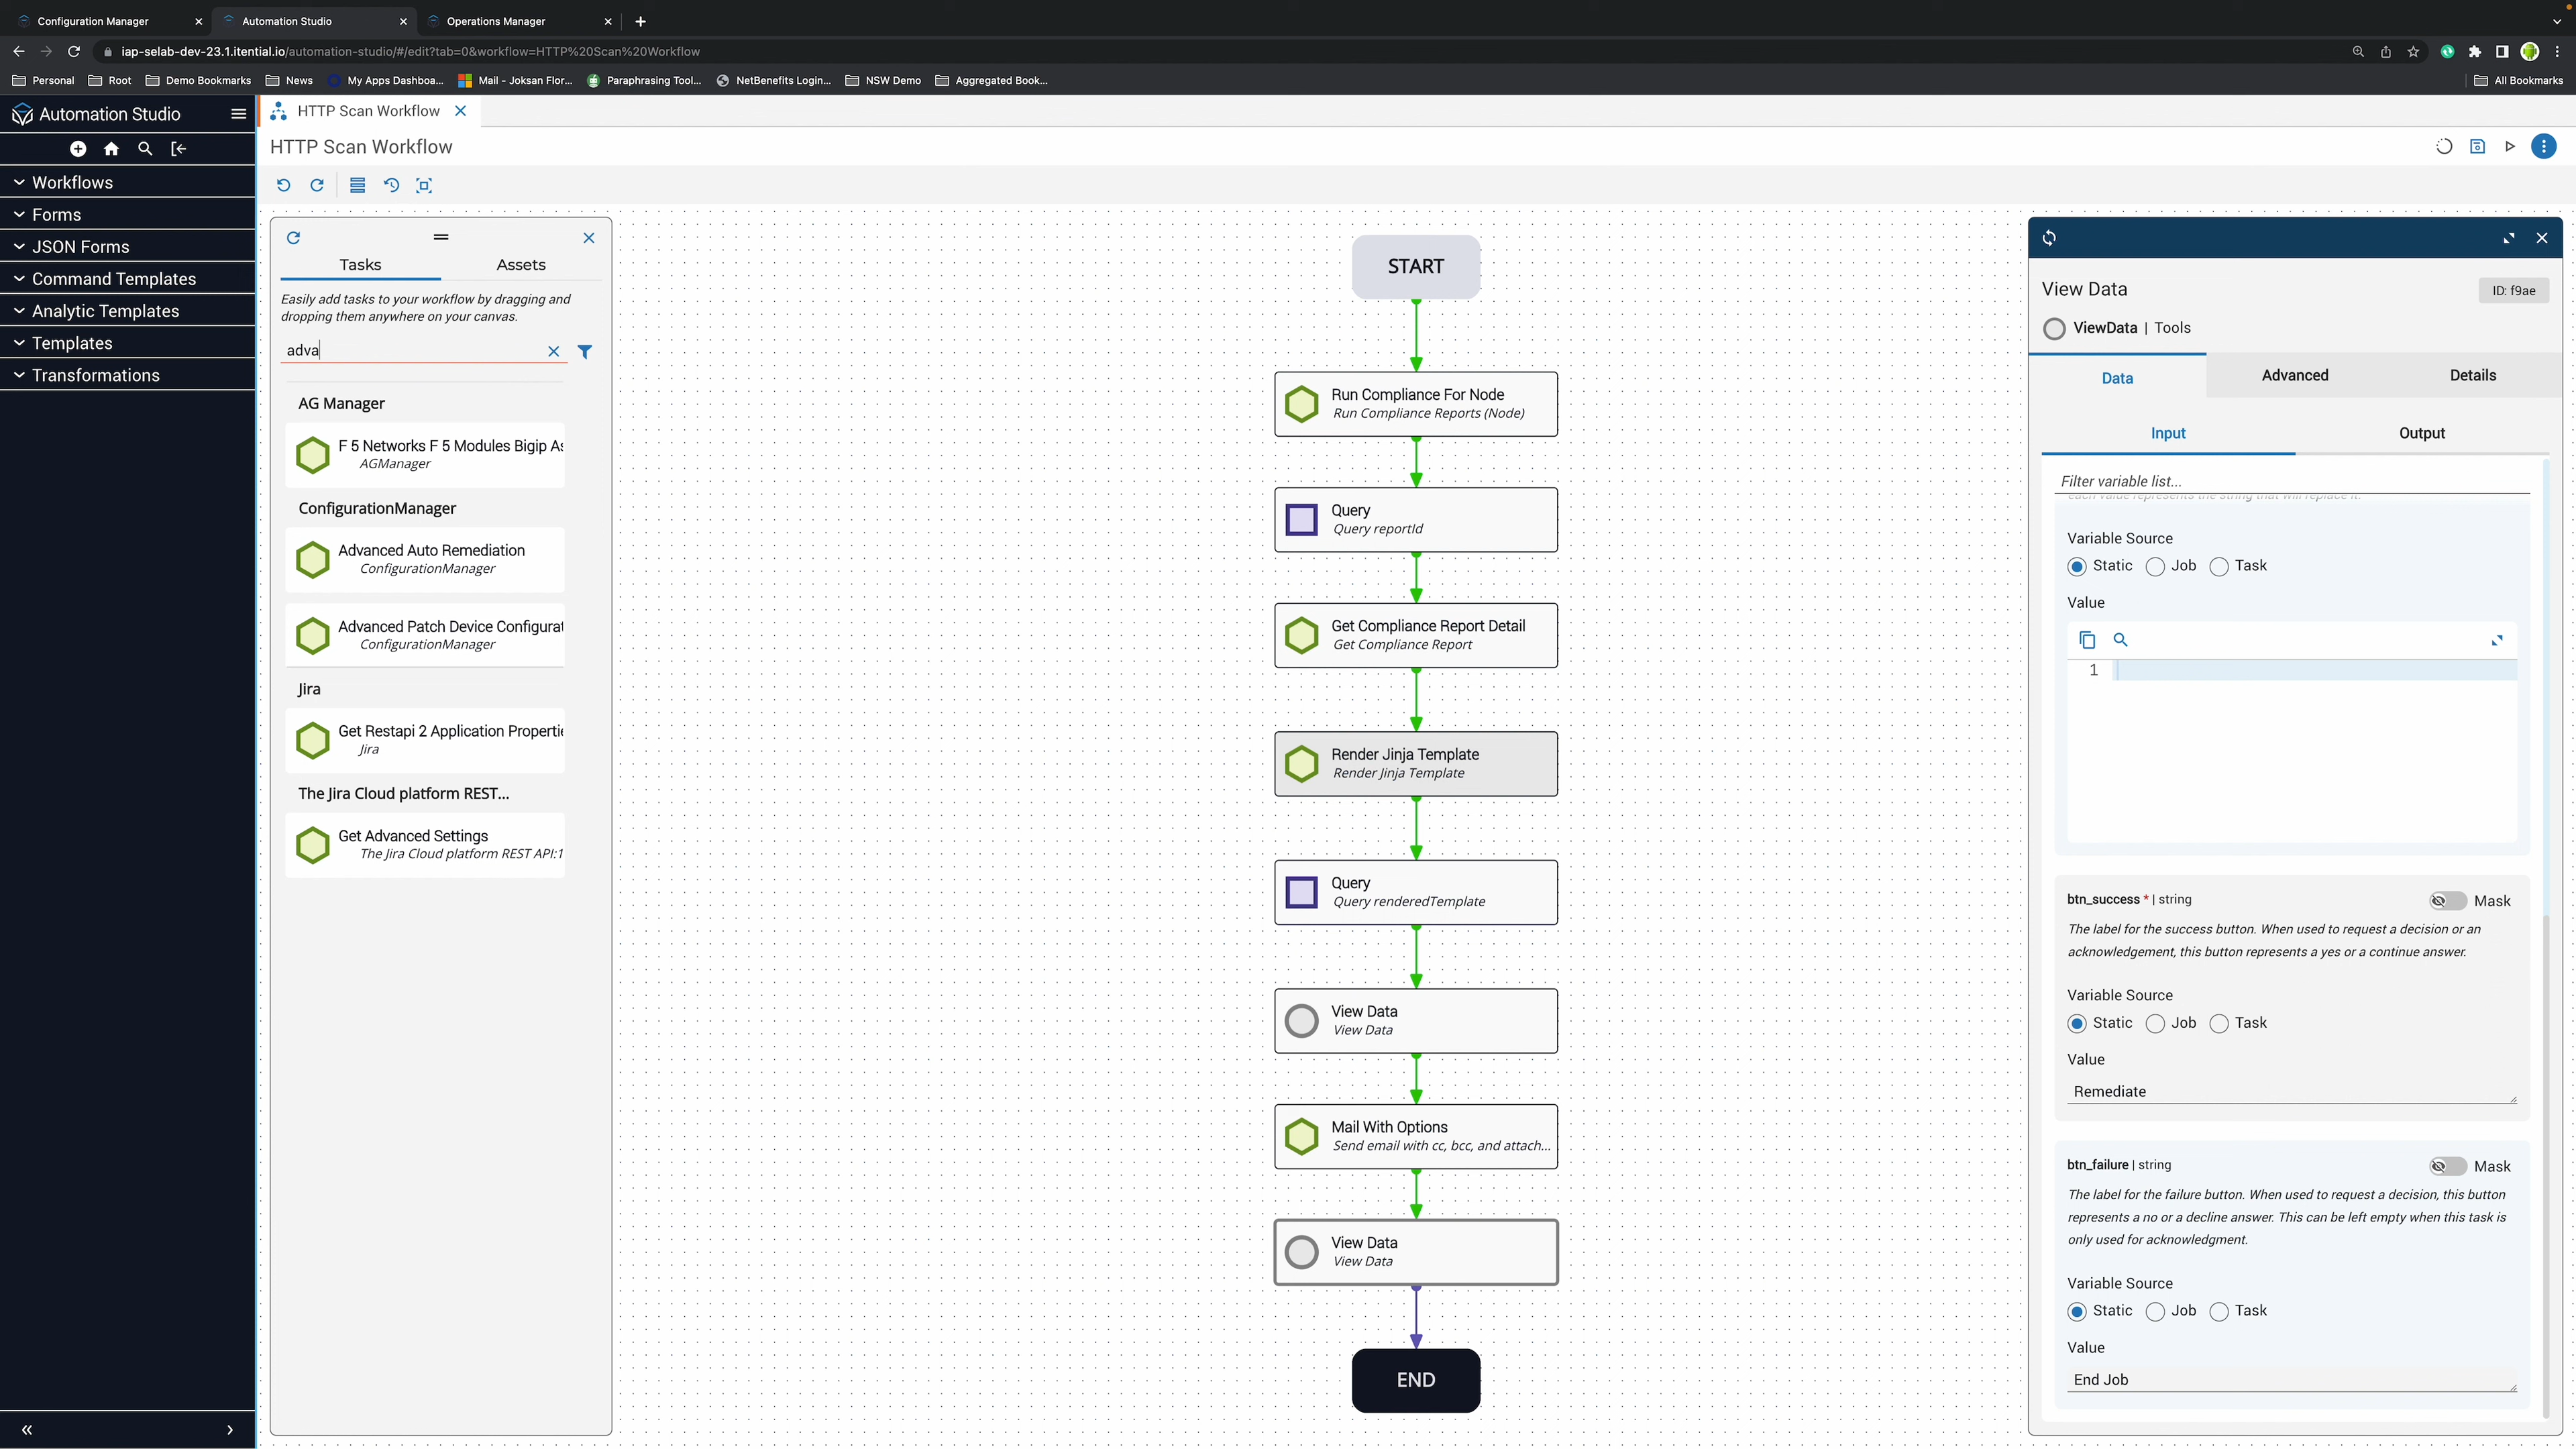 Configuration Manager
Automation Studio
Operations Manager
iap-selab-dev-23.1.itential.io/automation-studio/#/edit?tab=0&workflow=HTTP%20Scan%20Workflow
Personal
Root
Demo Bookmarks
News
My Apps Dashboa...
Mail - Joksan Flor...
Paraphrasing Tool...
NetBenefits Login...
NSW Demo
Aggregated Book...
All Bookmarks
Automation Studio
HTTP Scan Workflow
HTTP Scan Workflow
Workflows
Forms
JSON Forms
Command Templates
Analytic Templates
Templates
Transformations
Tasks
Assets
Easily add tasks to your workflow by dragging and
dropping them anywhere on your canvas.
adva
AG Manager
F 5 Networks F 5 Modules Bigip As
AGManager
ConfigurationManager
Advanced Auto Remediation
ConfigurationManager
Advanced Patch Device Configurat
ConfigurationManager
Jira
Get Restapi 2 Application Propertie
Jira
The Jira Cloud platform REST...
Get Advanced Settings
The Jira Cloud platform REST API:1
START
Run Compliance For Node
Run Compliance Reports (Node)
Query
Query reportId
Get Compliance Report Detail
Get Compliance Report
Render Jinja Template
Render Jinja Template
Query
Query renderedTemplate
View Data
View Data
Mail With Options
Send email with cc, bcc, and attach...
View Data
View Data
END
View Data
ID: f9ae
ViewData | Tools
Data
Advanced
Details
Input
Output
Filter variable list...
each value represents the string that will replace it.
Variable Source
Static
Job
Task
Value
1
btn_success * | string
Mask
The label for the success button. When used to request a decision or an
acknowledgement, this button represents a yes or a continue answer.
Variable Source
Static
Job
Task
Value
Remediate
btn_failure | string
Mask
The label for the failure button. When used to request a decision, this button
represents a no or a decline answer. This can be left empty when this task is
only used for acknowledgment.
Variable Source
Static
Job
Task
Value
End Job